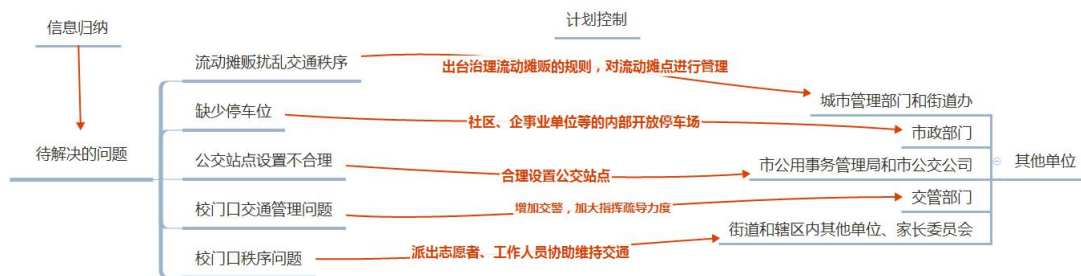 信息归纳
计划控制
流动摊贩扰乱交通秩序
出台治理流动摊贩的规则，对流动摊点进行管理
城市管理部门和街道办
缺少停车位
社区、企事业单位等的内部开放停车场
市政部门
待解决的问题
公交站点设置不合理
合理设置公交站点
市公用事务管理局和市公交公司
其他单位
校门口交通管理问题
增加交警，加大指挥疏导力度
交管部门
街道和辖区内其他单位、家长委员会
校门口秩序问题
派出志愿者、工作人员协助维持交通